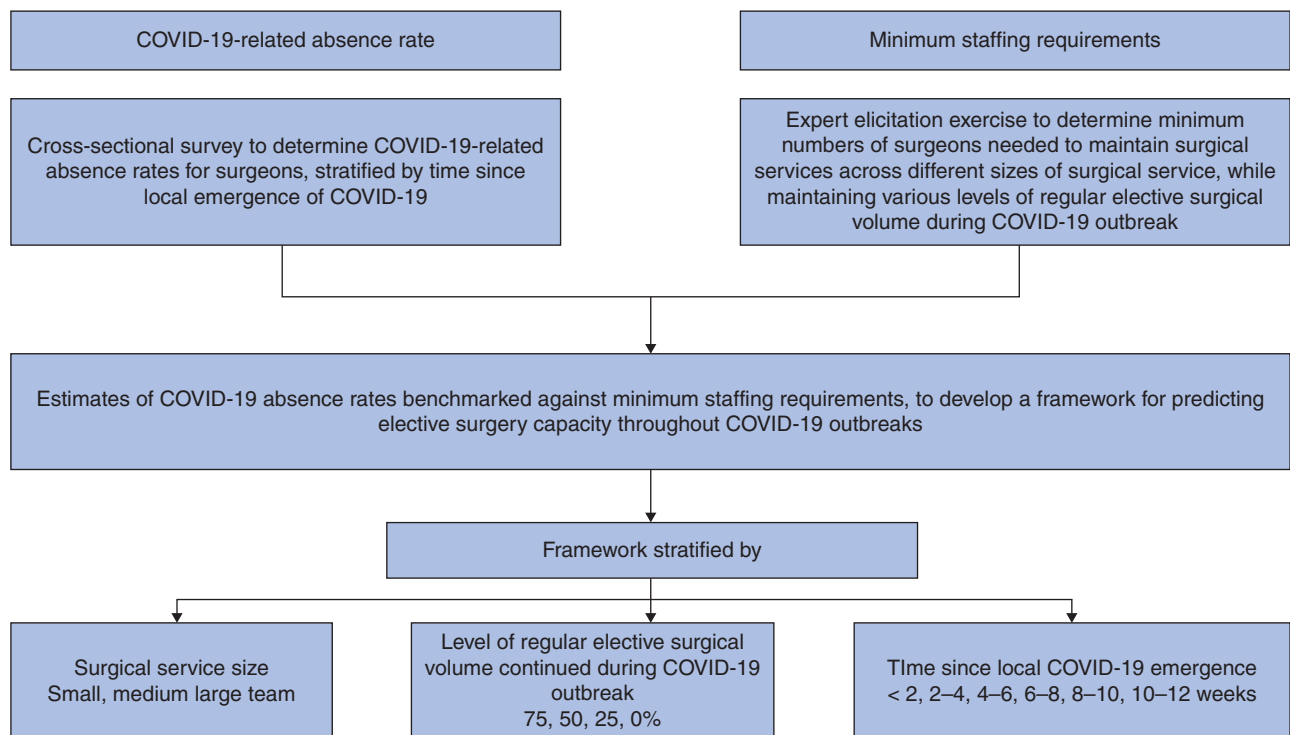 COVID-19-related absence rate
Minimum staffing requirements
Cross-sectional survey to determine COVID-19-related
absence rates for surgeons, stratified by time since
local emergence of COVID-19
Expert elicitation exercise to determine minimum
numbers of surgeons needed to maintain surgical
services across different sizes of surgical service, while
maintaining various levels of regular elective surgical
volume during COVID-19 outbreak
Estimates of COVID-19 absence rates benchmarked against minimum staffing requirements, to develop a framework for predicting
elective surgery capacity throughout COVID-19 outbreaks
Framework stratified by
Surgical service size
Small, medium large team
Level of regular elective surgical
volume continued during COVID-19
outbreak
75, 50, 25, 0%
TIme since local COVID-19 emergence
< 2, 2–4, 4–6, 6–8, 8–10, 10–12 weeks